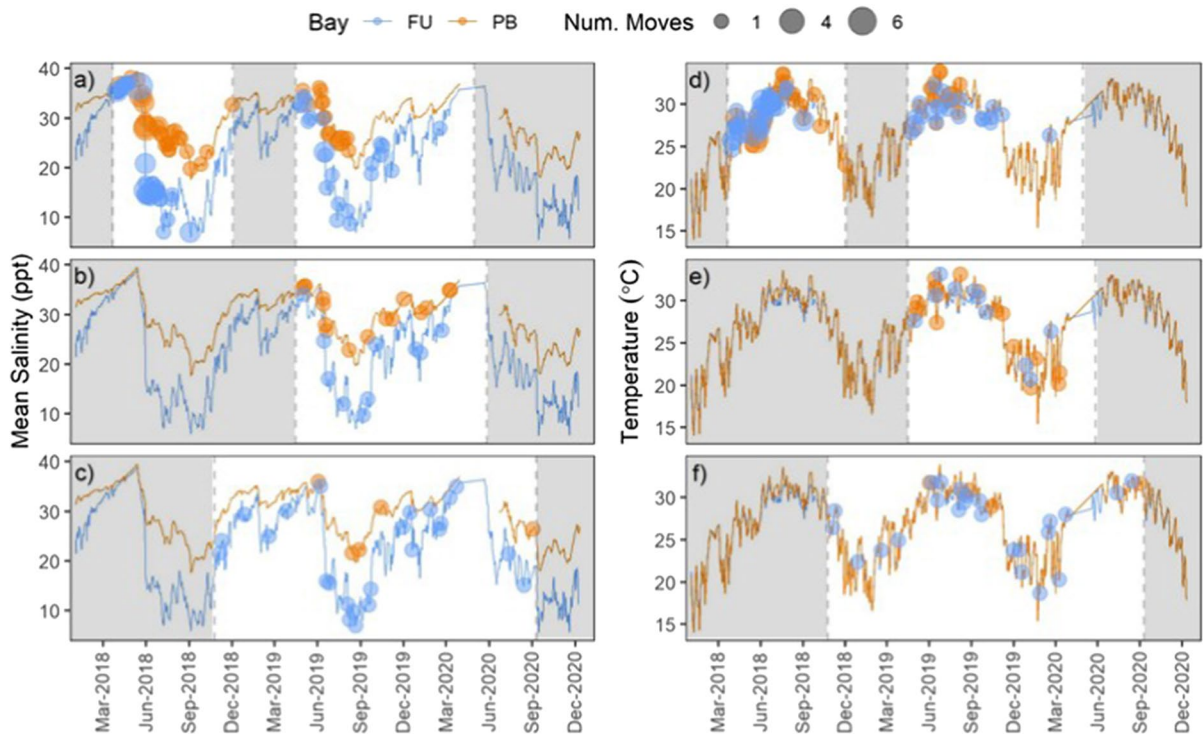 Bay FU PB Num. Moves 1 4 6
Mean Salinity (ppt)
a)
40
30
20
10
b)
40
30
20
10
c)
40
30
20
10
Mar-2018 Jun-2018 Sep-2018 Dec-2018 Mar-2019 Jun-2019 Sep-2019 Dec-2019 Mar-2020 Jun-2020 Sep-2020 Dec-2020
Temperature (°C)
d)
30
25
20
15
e)
30
25
20
15
f)
30
25
20
15
Mar-2018 Jun-2018 Sep-2018 Dec-2018 Mar-2019 Jun-2019 Sep-2019 Dec-2019 Mar-2020 Jun-2020 Sep-2020 Dec-2020